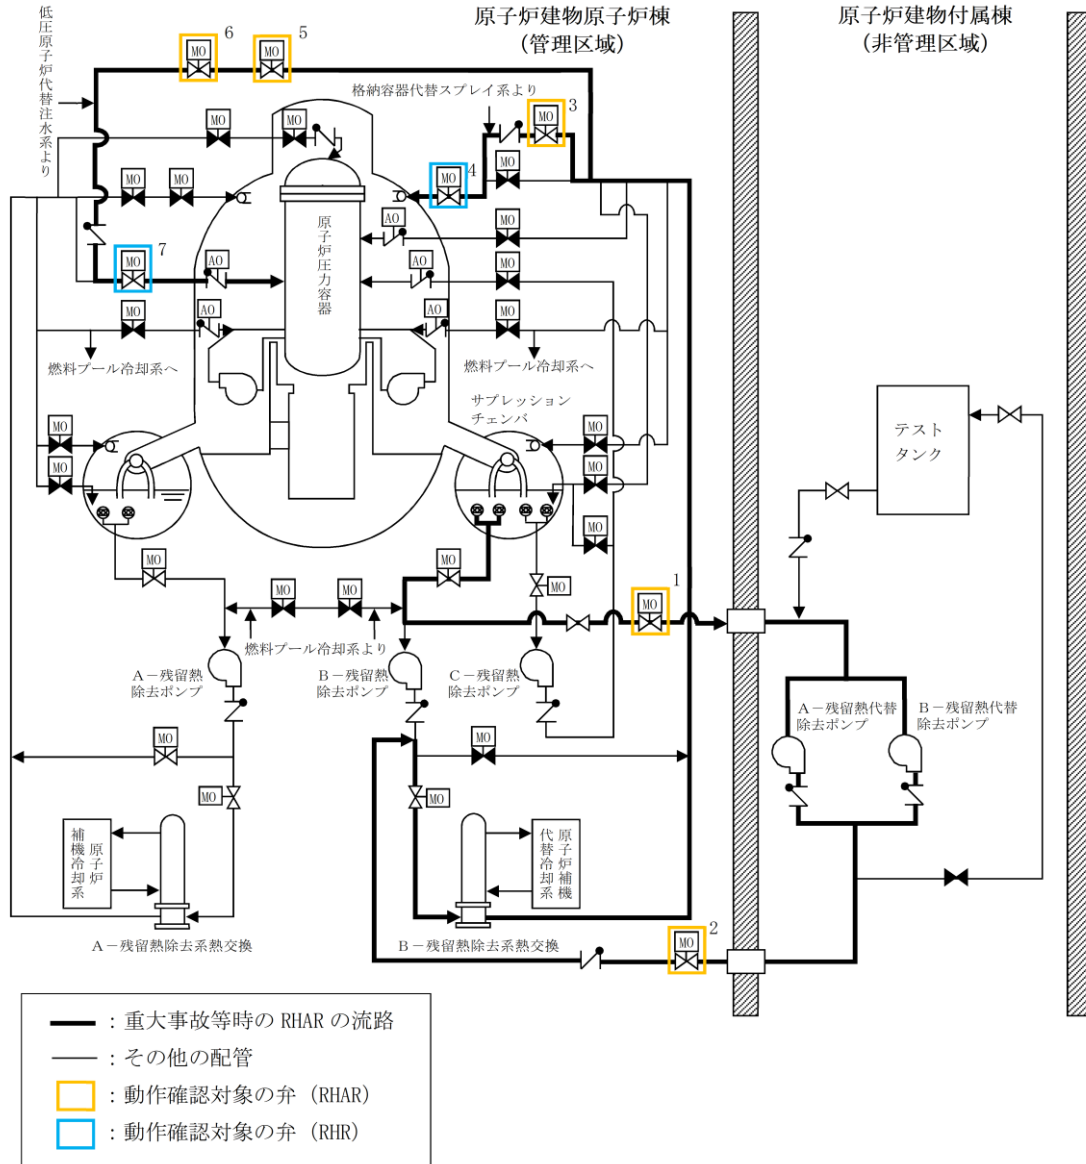 原子炉建物原子炉棟
(管理区域)
原子炉建物付属棟
(非管理区域)
低圧原子炉代替注水系より
6
MO
5
MO
格納容器代替スプレイ系より
3
MO
MO
MO
4
MO
MO
MO
MO
AO
MO
原子炉圧力容器
7
MO
AO
AO
MO
MO
AO
AO
MO
燃料プール冷却系へ
燃料プール冷却系へ
サプレッション
チェンバ
テスト
タンク
MO
MO
MO
MO
MO
MO
MO
MO
MO
MO
1
MO
燃料プール冷却系より
A-残留熱
除去ポンプ
B-残留熱
除去ポンプ
C-残留熱
除去ポンプ
A-残留熱代替
除去ポンプ
B-残留熱代替
除去ポンプ
MO
MO
MO
MO
原子炉
補機冷却系
原子炉補機
代替冷却系
A-残留熱除去系熱交換
B-残留熱除去系熱交換
2
MO
:重大事故等時の RHAR の流路
:その他の配管
:動作確認対象の弁(RHAR)
:動作確認対象の弁(RHR)